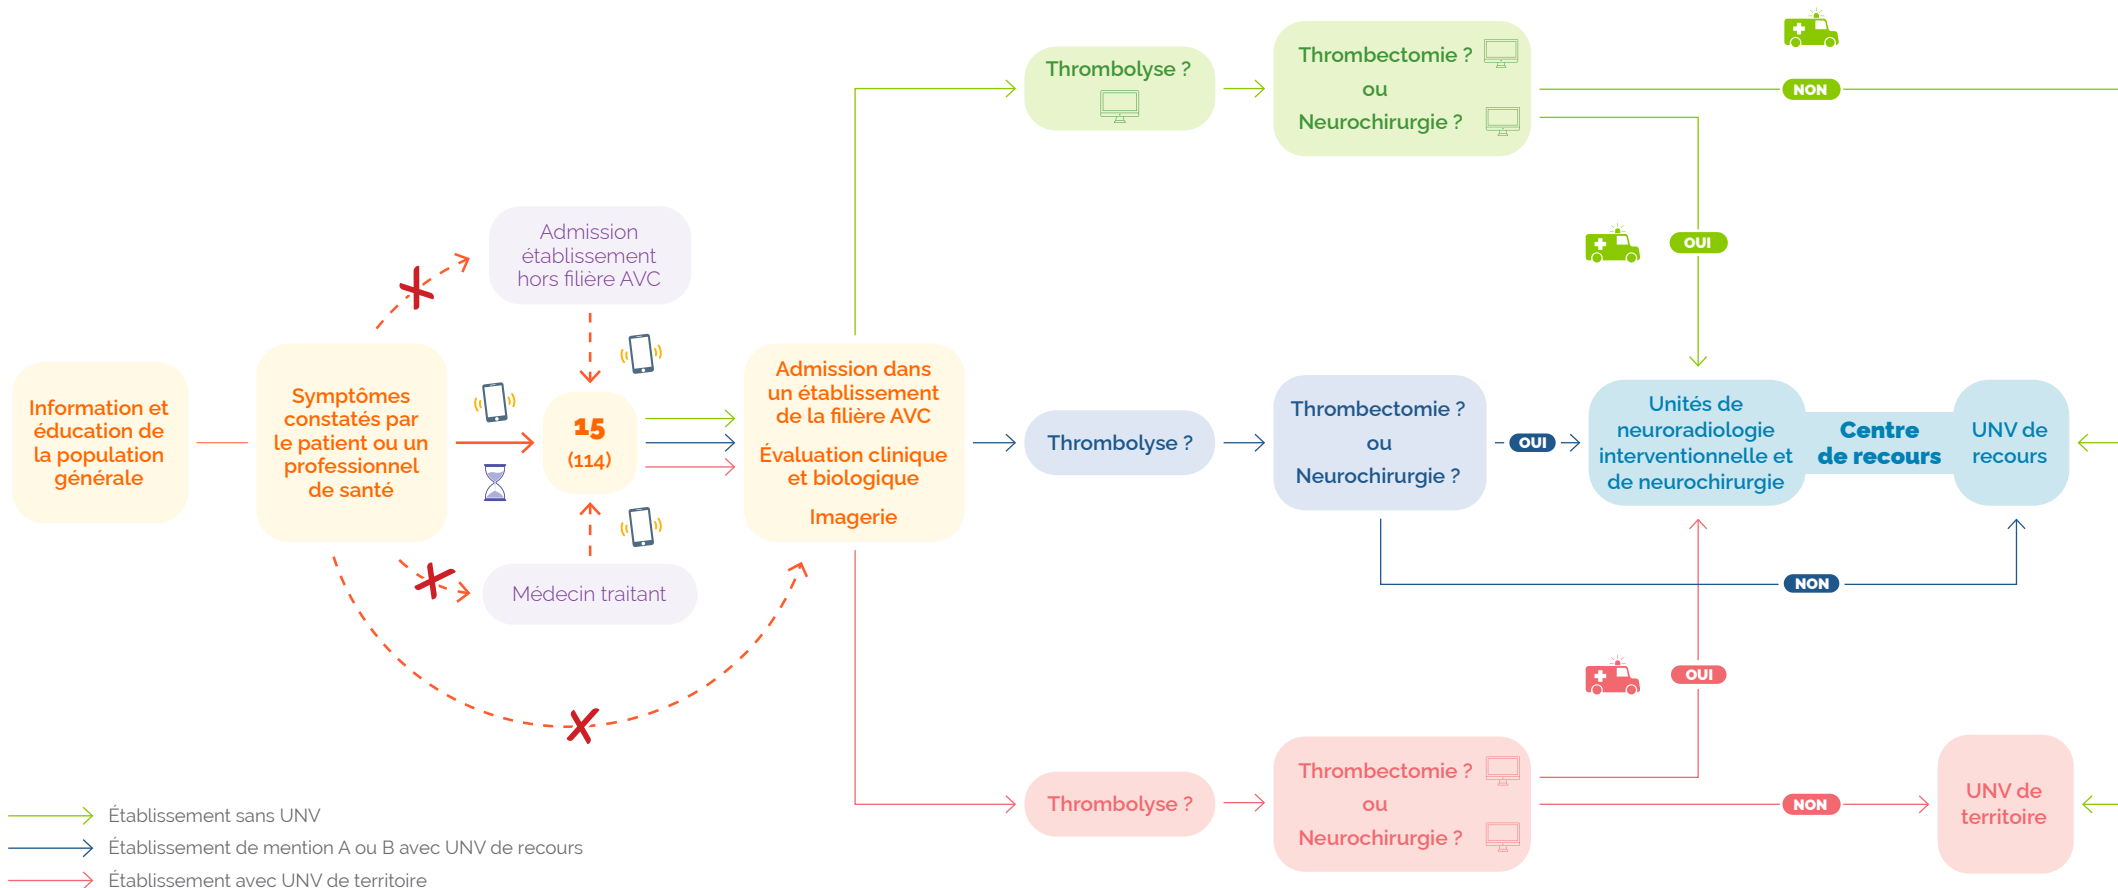 Information et
éducation de
la population
générale
Symptômes
constatés par
le patient ou un
professionnel
de santé
Admission
établissement
hors filière AVC
15
(114)
Médecin traitant
Admission dans
un établissement
de la filière AVC
Évaluation clinique
et biologique
Imagerie
Thrombolyse ?
Thrombectomie ?
ou
Neurochirurgie ?
NON
OUI
Thrombolyse ?
Thrombectomie ?
ou
Neurochirurgie ?
OUI
NON
Unités de
neuroradiologie
interventionnelle et
de neurochirurgie
Centre
de recours
UNV de
recours
Thrombolyse ?
Thrombectomie ?
ou
Neurochirurgie ?
OUI
NON
UNV de
territoire
Établissement sans UNV
Établissement de mention A ou B avec UNV de recours
Établissement avec UNV de territoire